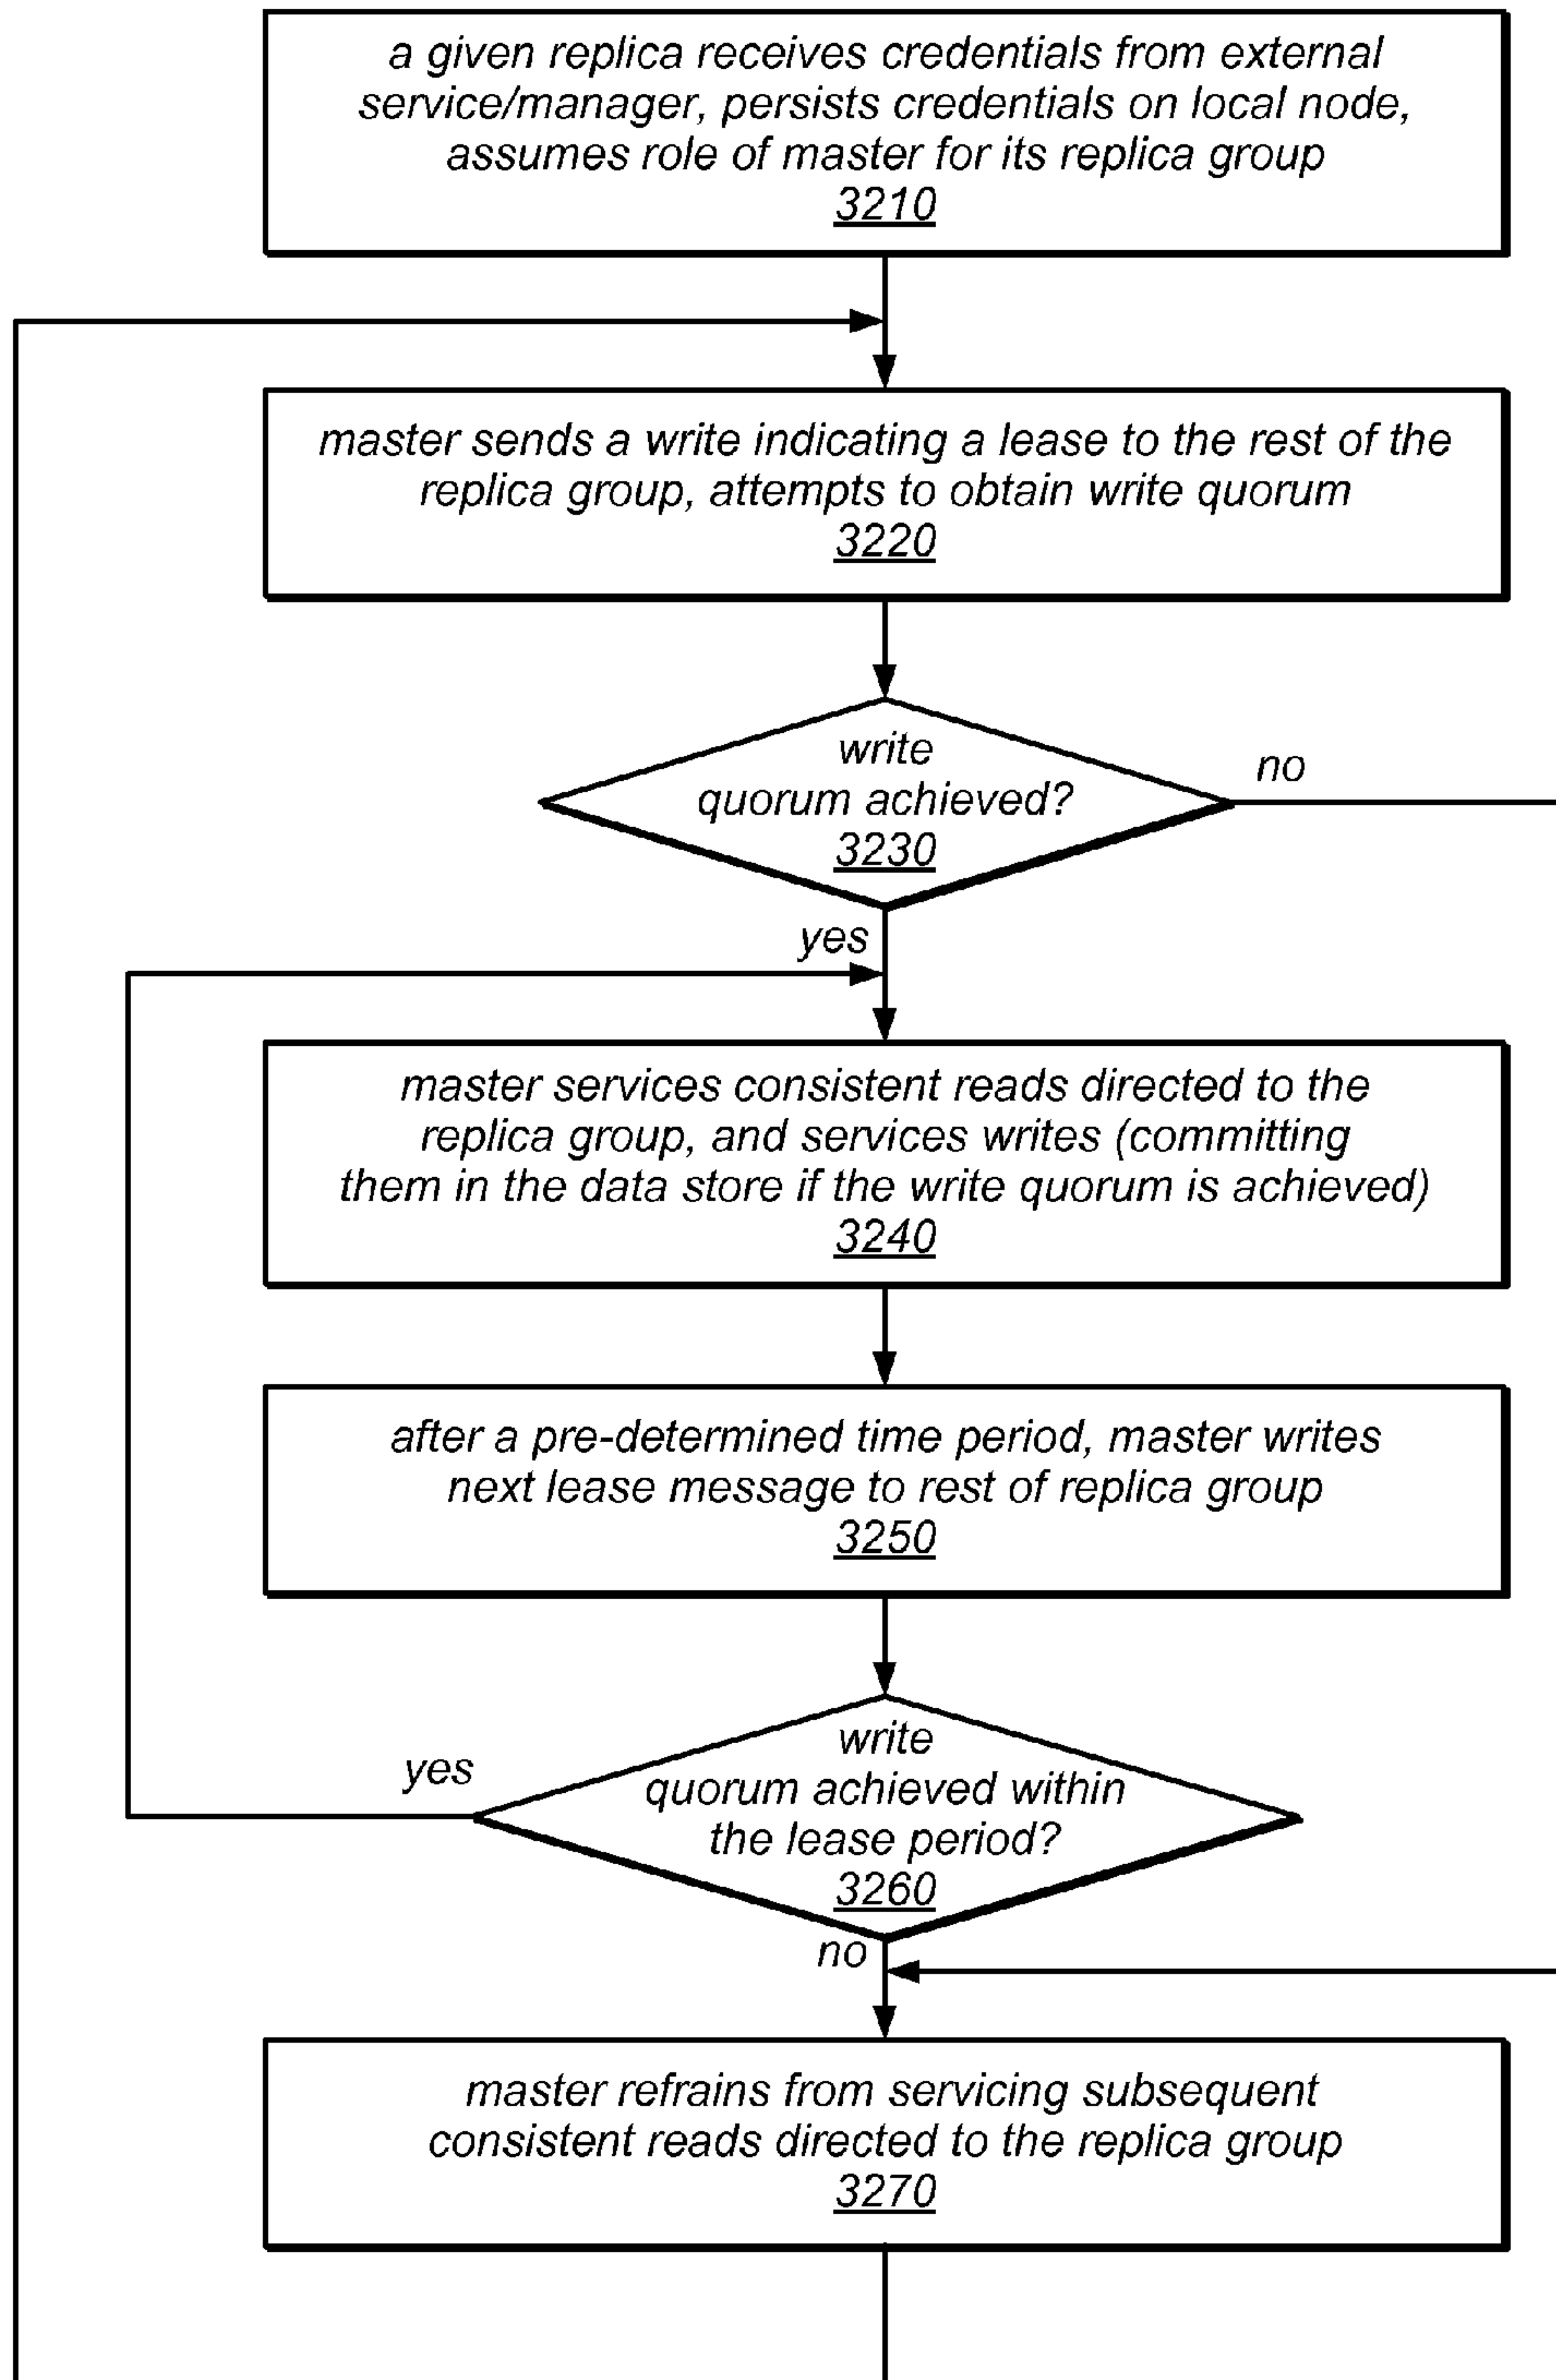 a given replica receives credentials from external
service/manager, persists credentials on local node,
assumes role of master for its replica group
3210
master sends a write indicating a lease to the rest of the
replica group, attempts to obtain write quorum
3220
write
quorum achieved?
3230
no
yes
master services consistent reads directed to the
replica group, and services writes (committing
them in the data store if the write quorum is achieved)
3240
after a pre-determined time period, master writes
next lease message to rest of replica group
3250
write
quorum achieved within
the lease period?
3260
yes
no
master refrains from servicing subsequent
consistent reads directed to the replica group
3270